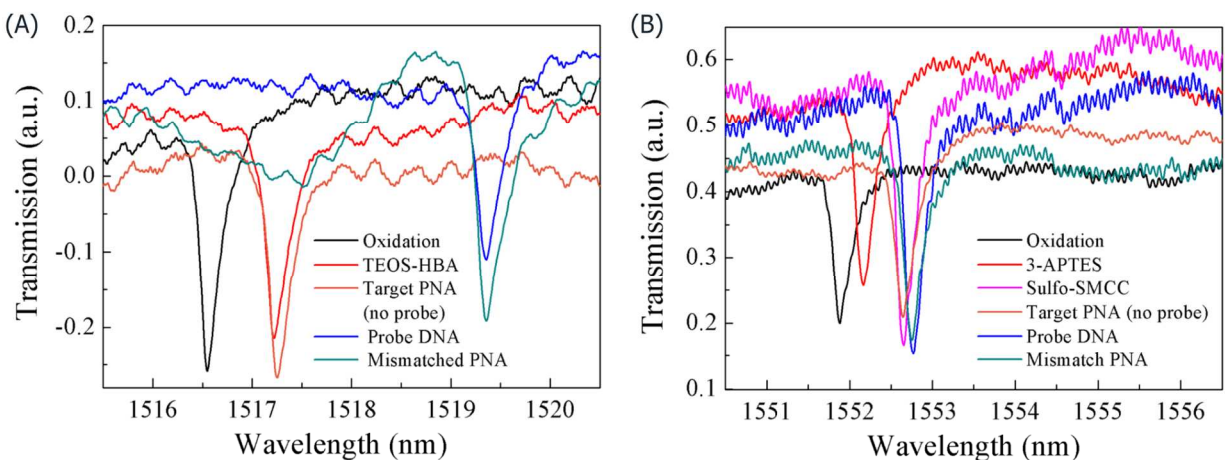 (A)
0.2
0.1
0.0
-0.1
-0.2
Transmission (a.u.)
Oxidation
TEOS-HBA
Target PNA
(no probe)
Probe DNA
Mismatched PNA
1516 1517 1518 1519 1520
Wavelength (nm)
(B)
0.6
0.5
0.4
0.3
0.2
0.1
Transmission (a.u.)
Oxidation
3-APTES
Sulfo-SMCC
Target PNA (no probe)
Probe DNA
Mismatch PNA
1551 1552 1553 1554 1555 1556
Wavelength (nm)